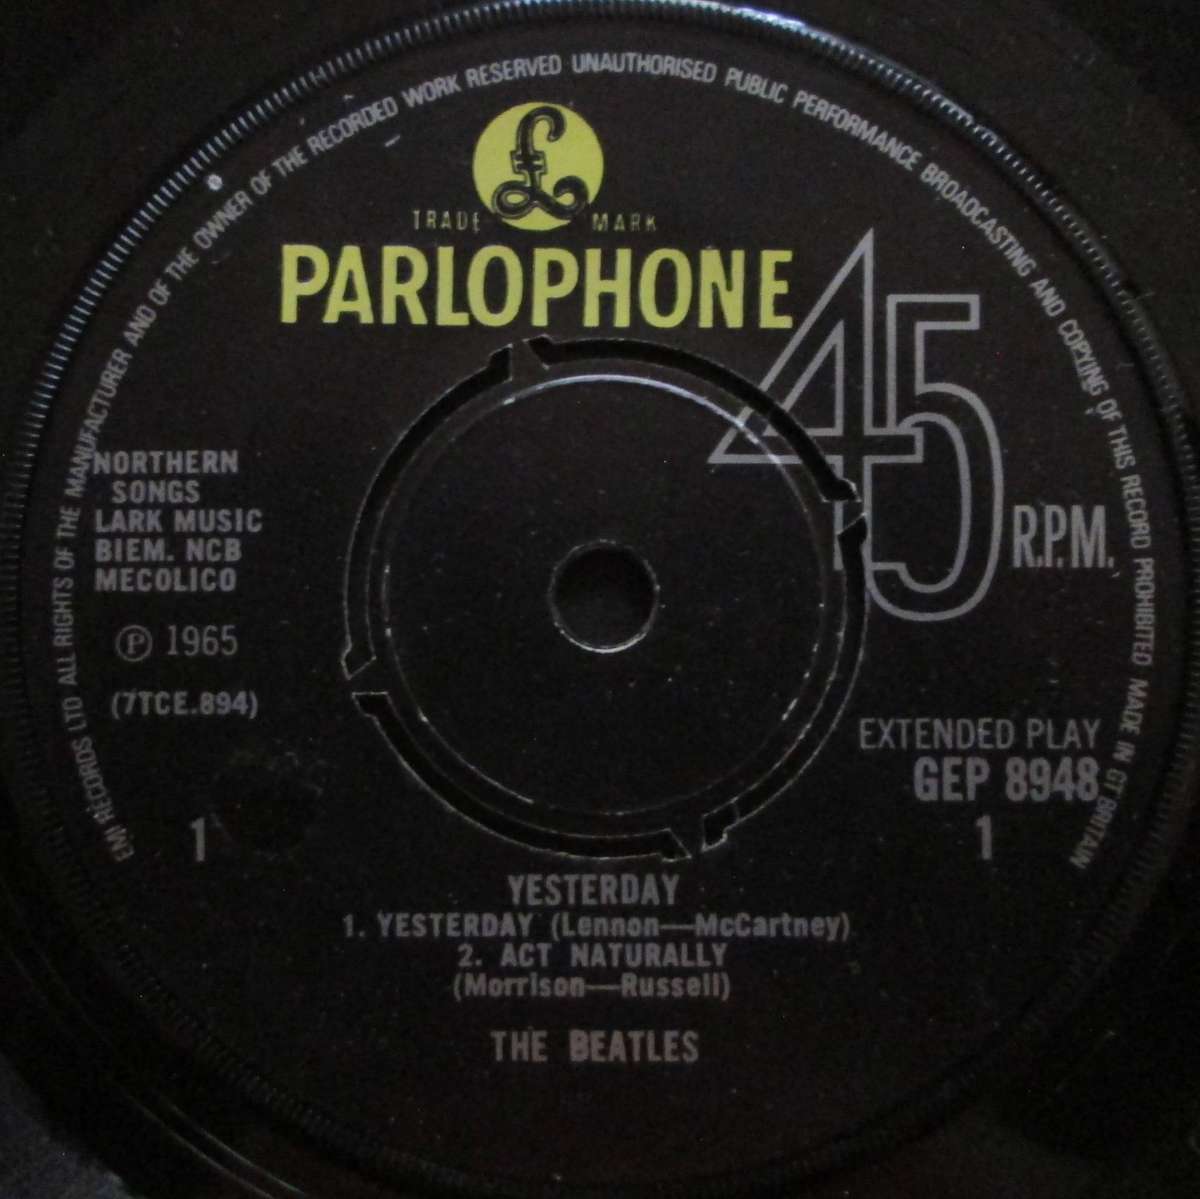 EMI RECORDS LTD ALL RIGHTS OF THE MANUFACTURER AND OF THE OWNER OF THE RECORDED WORK RESERVED UNAUTHORISED PUBLIC PERFORMANCE BROADCASTING AND COPYING OF THIS RECORD PROHIBITED MADE IN GT BRITAIN
£
TRADE MARK
PARLOPHONE
45
R.P.M.
NORTHERN
SONGS
LARK MUSIC
BIEM. NCB
MECOLICO
℗ 1965
(7TCE.894)
EXTENDED PLAY
GEP 8948
1
1
YESTERDAY
1. YESTERDAY (Lennon—McCartney)
2. ACT NATURALLY
(Morrison—Russell)
THE BEATLES